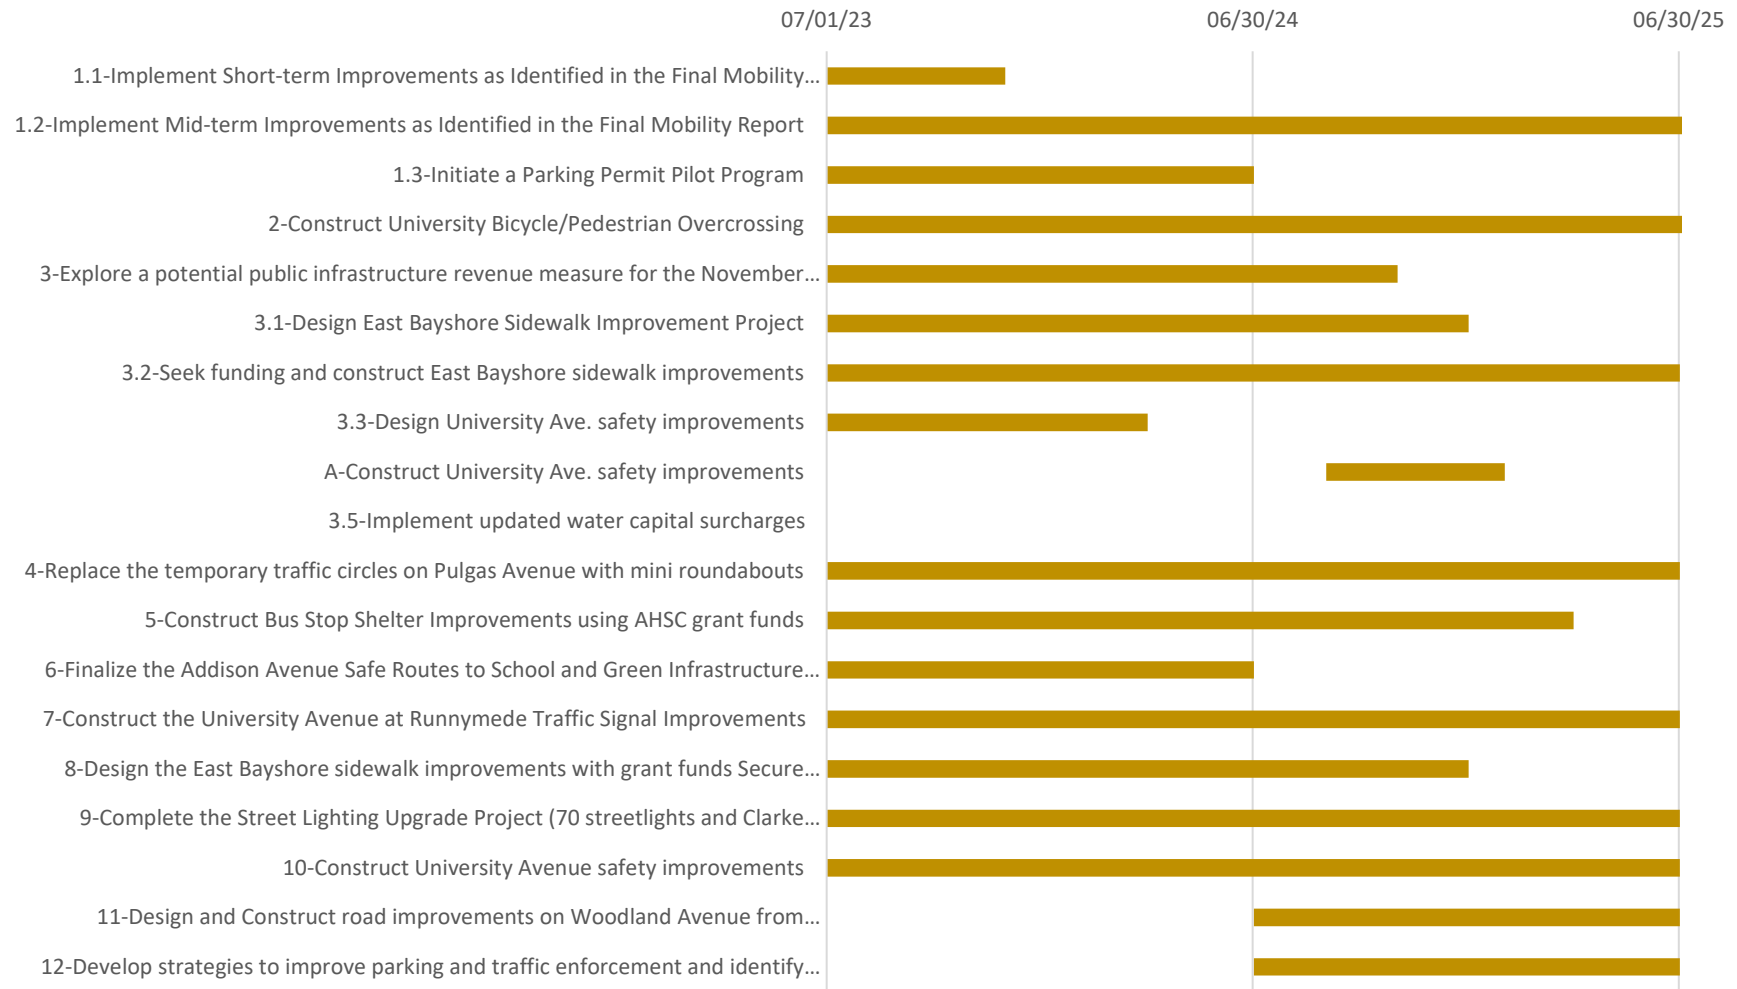 07/01/23 06/30/24 06/30/25
1.1-Implement Short-term Improvements as Identified in the Final Mobility...
1.2-Implement Mid-term Improvements as Identified in the Final Mobility Report
1.3-Initiate a Parking Permit Pilot Program
2-Construct University Bicycle/Pedestrian Overcrossing
3-Explore a potential public infrastructure revenue measure for the November...
3.1-Design East Bayshore Sidewalk Improvement Project
3.2-Seek funding and construct East Bayshore sidewalk improvements
3.3-Design University Ave. safety improvements
A-Construct University Ave. safety improvements
3.5-Implement updated water capital surcharges
4-Replace the temporary traffic circles on Pulgas Avenue with mini roundabouts
5-Construct Bus Stop Shelter Improvements using AHSC grant funds
6-Finalize the Addison Avenue Safe Routes to School and Green Infrastructure...
7-Construct the University Avenue at Runnymede Traffic Signal Improvements
8-Design the East Bayshore sidewalk improvements with grant funds Secure...
9-Complete the Street Lighting Upgrade Project (70 streetlights and Clarke...
10-Construct University Avenue safety improvements
11-Design and Construct road improvements on Woodland Avenue from...
12-Develop strategies to improve parking and traffic enforcement and identify...